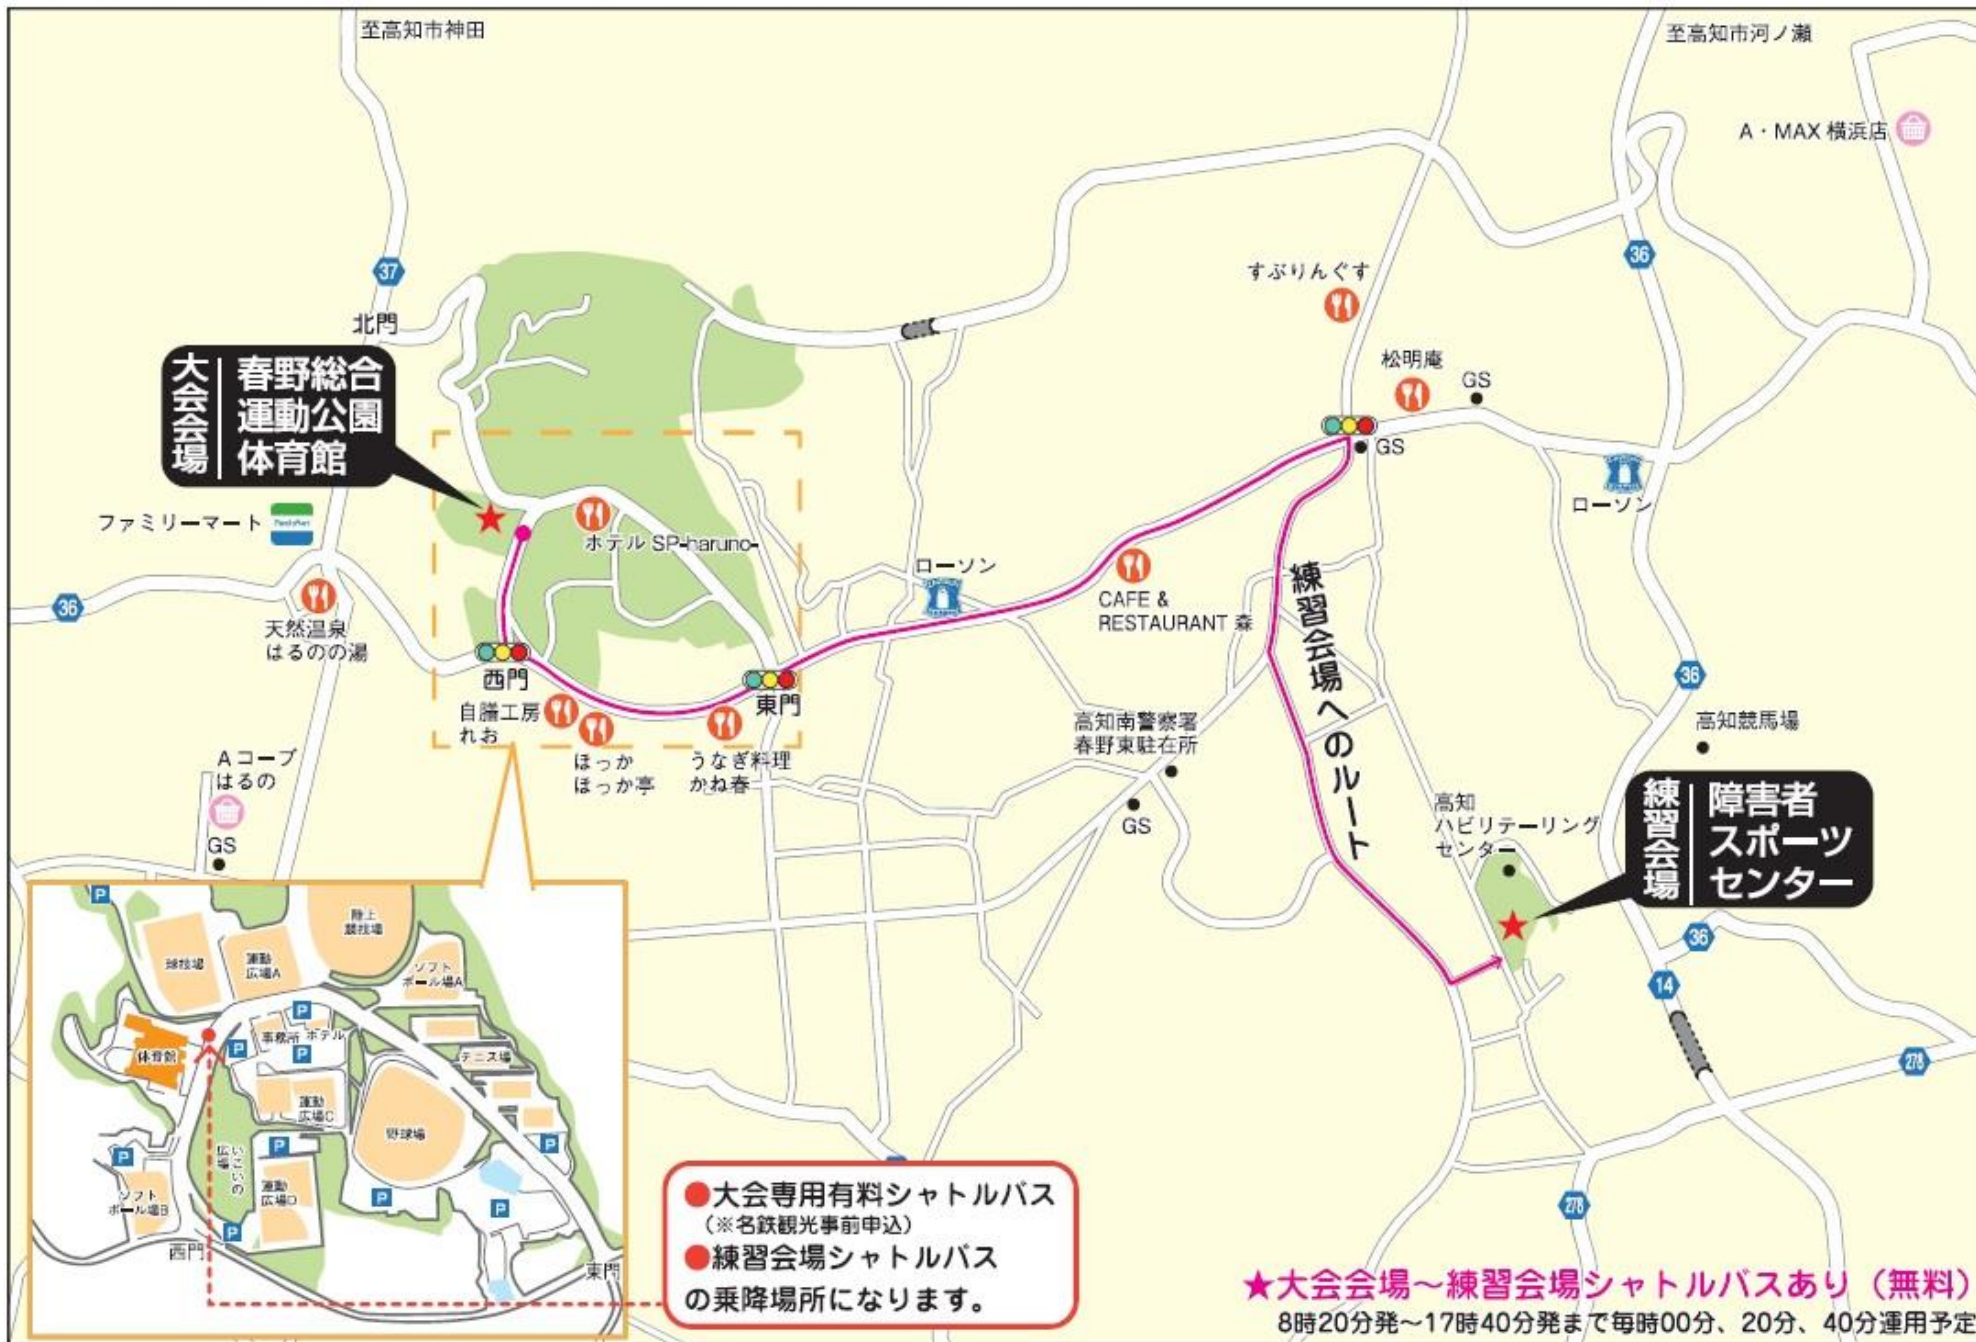 至高知市神田
至高知市河ノ瀬
A・MAX 横浜店
36
37
すぷりんぐす
北門
大会会場
春野総合
運動公園
体育館
松明庵
GS
GS
ローソン
ファミリーマート
FamilyMart
ホテル SP-haruno-
ローソン
36
天然温泉
はるのの湯
CAFE &
RESTAURANT 森
練習会場へのルート
西門
東門
自膳工房
れお
ほっか
ほっか亭
うなぎ料理
かね春
高知南警察署
春野東駐在所
GS
36
高知競馬場
Aコープ
はるの
GS
高知
ハビリテーリング
センター
練習会場
障害者
スポーツ
センター
36
14
278
278
P
陸上
競技場
球技場
運動
広場A
ソフト
ボール場A
P
事務所
ホテル
体育館
P
P
テニス場
運動
広場C
野球場
P
P
P
いこいの
広場
ソフト
ボール場B
運動
広場D
P
P
P
西門
東門
●大会専用有料シャトルバス
(※名鉄観光事前申込)
●練習会場シャトルバス
の乗降場所になります。
★大会会場～練習会場シャトルバスあり（無料）
8時20分発～17時40分発まで毎時00分、20分、40分運用予定